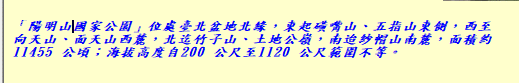 「陽明山國家公園」位處臺北盆地北緣，東起磺嘴山、五指山東側，西至
向天山、面天山西麓，北迄竹子山、土地公嶺，南迨紗帽山南麓，面積約
11455 公頃；海拔高度自200 公尺至1120 公尺範圍不等。